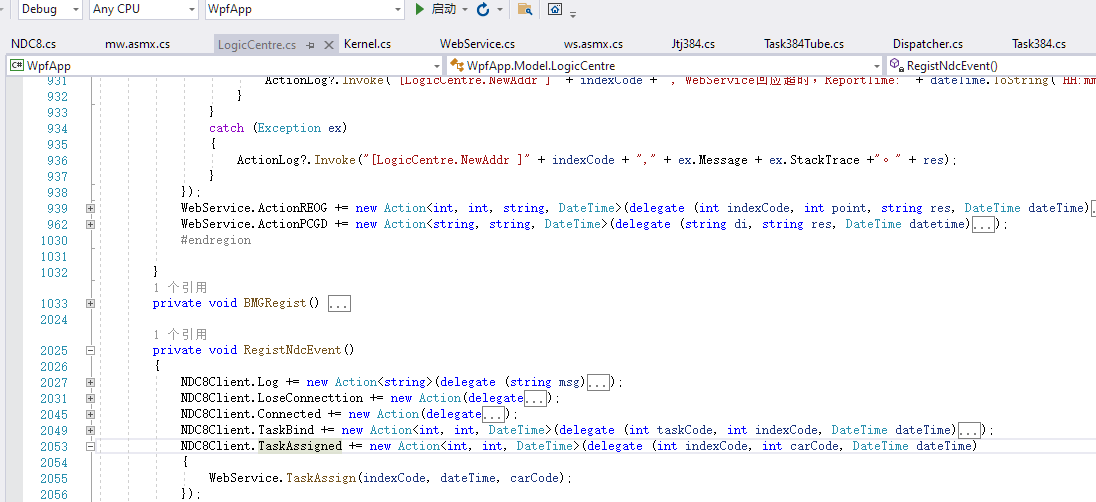 Debug Any CPU WpfApp 启动
NDC8.cs mw.asmx.cs LogicCentre.cs Kernel.cs WebService.cs ws.asmx.cs Jtj384.cs Task384Tube.cs Dispatcher.cs Task384.cs
C# WpfApp WpfApp.Model.LogicCentre RegistNdcEvent()
931 ActionLog?.Invoke("[LogicCentre.NewAddr ]" + indexCode + ", WebService回应超时, ReportTime: " + dateTime.ToString("HH:mm
932 }
933 }
934 catch (Exception ex)
935 {
936 ActionLog?.Invoke("[LogicCentre.NewAddr ]" + indexCode + "," + ex.Message + ex.StackTrace +"。" + res);
937 }
938 });
939 WebService.ActionREOG += new Action<int, int, string, DateTime>(delegate (int indexCode, int point, string res, DateTime dateTime)
962 WebService.ActionPCGD += new Action<string, string, DateTime>(delegate (string di, string res, DateTime datetime)...);
1030 #endregion
1031
1032 }
1 个引用
1033 private void BMGRegist() ...
2024
1 个引用
2025 private void RegistNdcEvent()
2026 {
2027 NDC8Client.Log += new Action<string>(delegate (string msg)...);
2031 NDC8Client.LoseConnecttion += new Action(delegate...);
2045 NDC8Client.Connected += new Action(delegate...);
2049 NDC8Client.TaskBind += new Action<int, int, DateTime>(delegate (int taskCode, int indexCode, DateTime dateTime)...);
2053 NDC8Client.TaskAssigned += new Action<int, int, DateTime>(delegate (int indexCode, int carCode, DateTime dateTime)
2054 {
2055 WebService.TaskAssign(indexCode, dateTime, carCode);
2056 });